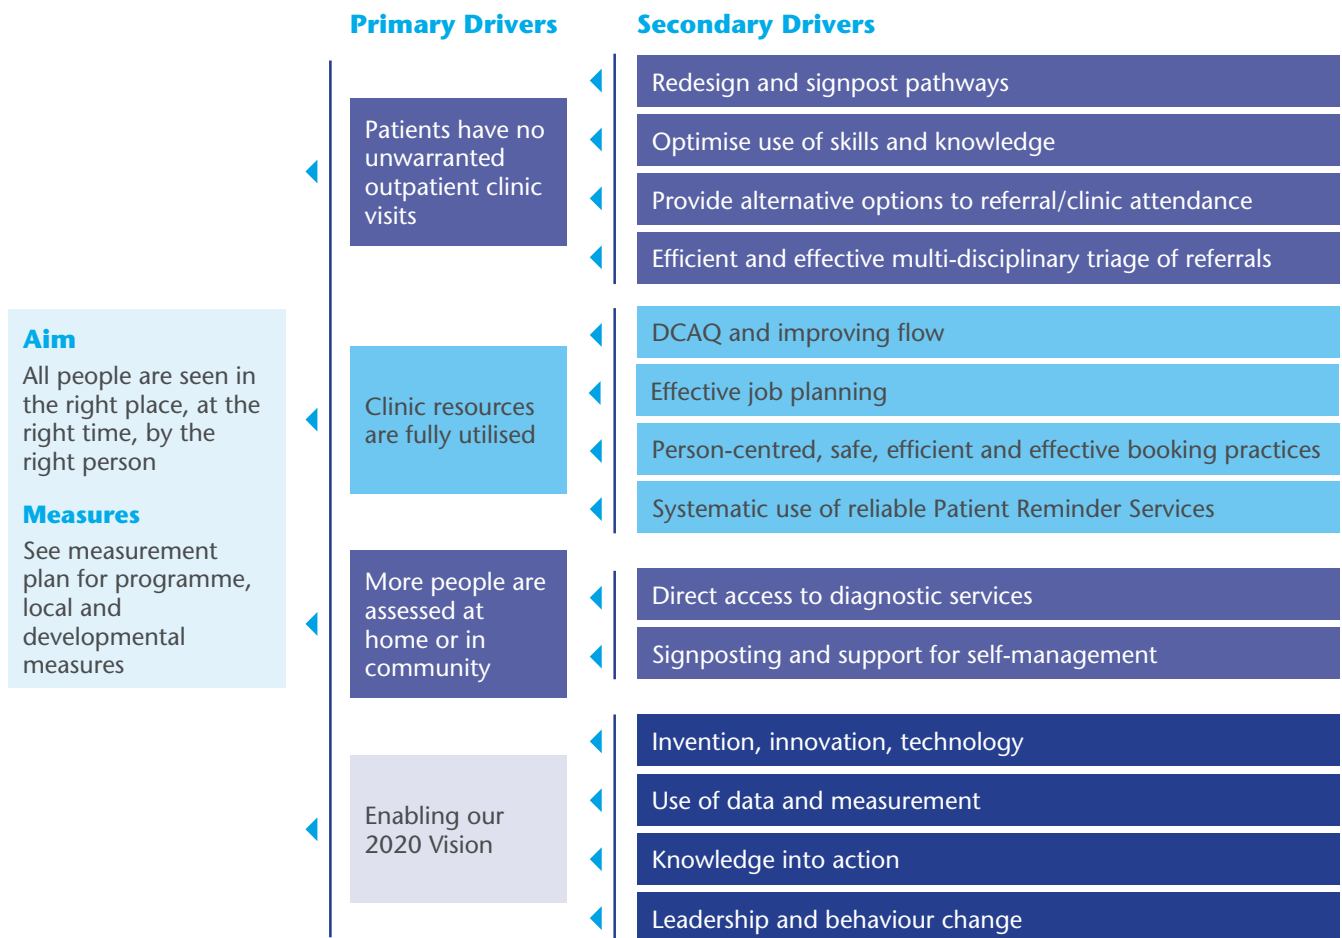 Primary Drivers
Secondary Drivers
Aim
All people are seen in
the right place, at the
right time, by the
right person
Measures
See measurement
plan for programme,
local and
developmental
measures
Patients have no
unwarranted
outpatient clinic
visits
Redesign and signpost pathways
Optimise use of skills and knowledge
Provide alternative options to referral/clinic attendance
Efficient and effective multi-disciplinary triage of referrals
Clinic resources
are fully utilised
DCAQ and improving flow
Effective job planning
Person-centred, safe, efficient and effective booking practices
Systematic use of reliable Patient Reminder Services
More people are
assessed at
home or in
community
Direct access to diagnostic services
Signposting and support for self-management
Enabling our
2020 Vision
Invention, innovation, technology
Use of data and measurement
Knowledge into action
Leadership and behaviour change